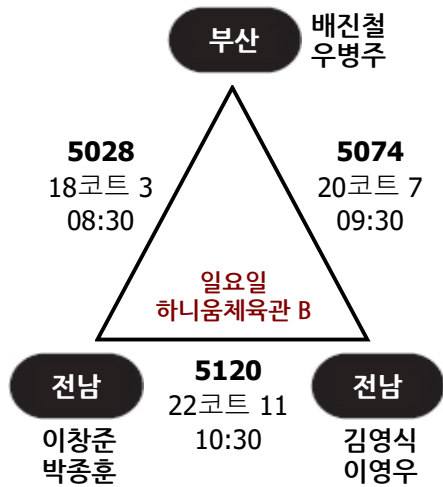 부산
배진철
우병주
5028
18코트 3
08:30
5074
20코트 7
09:30
일요일
하니움체육관 B
전남
이창준
박종훈
5120
22코트 11
10:30
전남
김영식
이영우